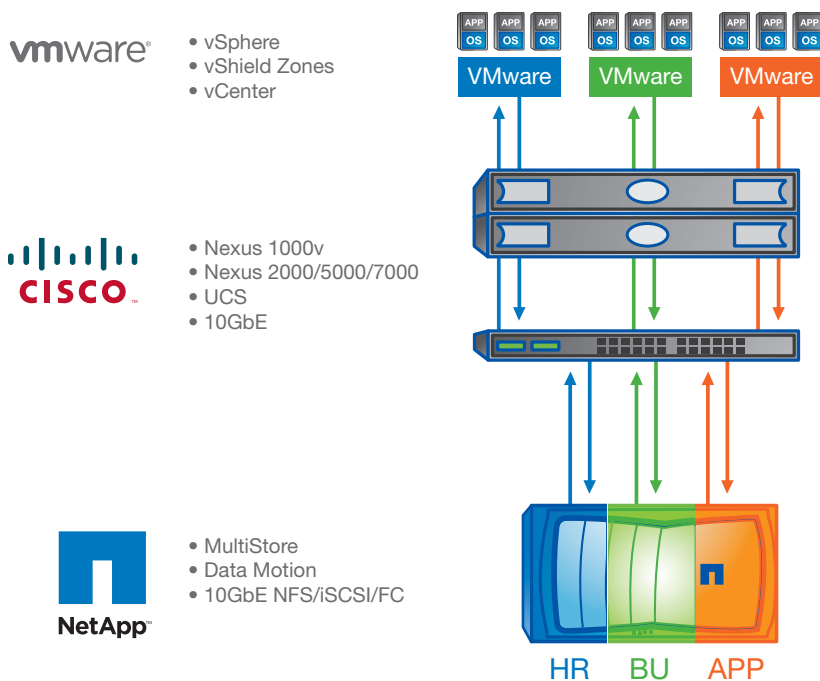 vmware®
• vSphere
• vShield Zones
• vCenter
APP APP APP APP APP APP APP APP APP
OS OS OS OS OS OS OS OS OS
VMware VMware VMware
CISCO™
• Nexus 1000v
• Nexus 2000/5000/7000
• UCS
• 10GbE
NetApp™
• MultiStore
• Data Motion
• 10GbE NFS/iSCSI/FC
HR BU APP